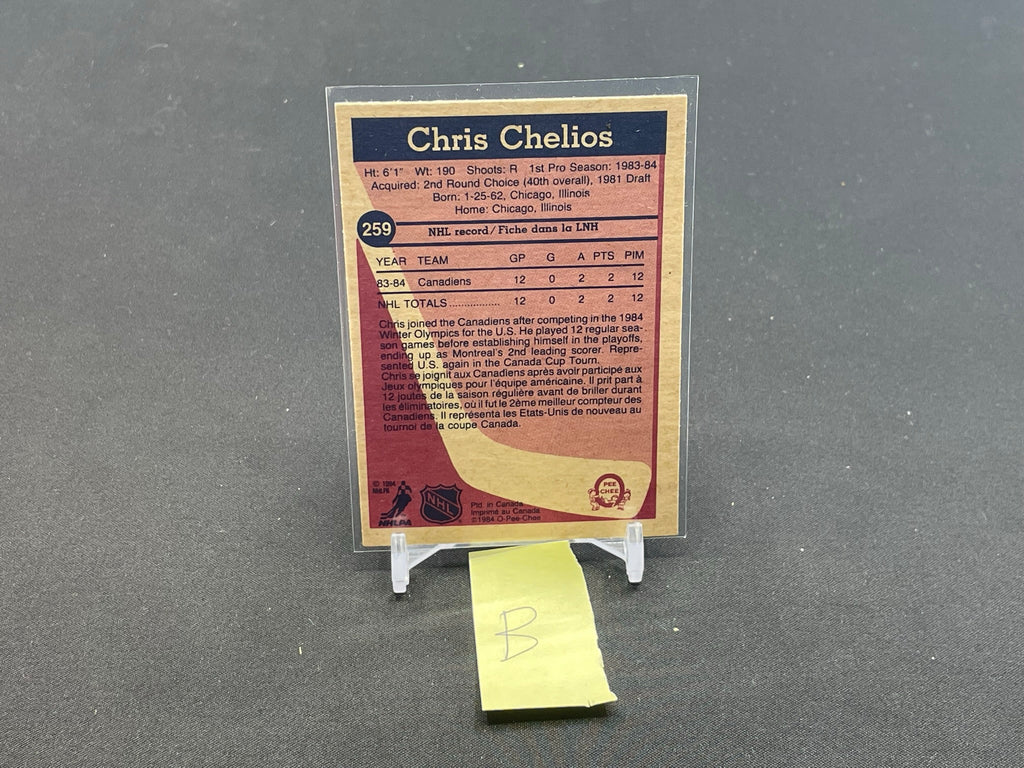 Chris Chelios
Ht: 6'1" Wt: 190 Shoots: R 1st Pro Season: 1983-84
Acquired: 2nd Round Choice (40th overall), 1981 Draft
Born: 1-25-62, Chicago, Illinois
Home: Chicago, Illinois
259 NHL record/Fiche dans la LNH
YEAR TEAM GP G A PTS PIM
83-84 Canadiens 12 0 2 2 12
NHL TOTALS ................. 12 0 2 2 12
Chris joined the Canadiens after competing in the 1984
Winter Olympics for the U.S. He played 12 regular sea-
son games before establishing himself in the playoffs,
ending up as Montreal's 2nd leading scorer. Repre-
sented U.S. again in the Canada Cup Tourn.
Chris se joignit aux Canadiens après avoir participé aux
Jeux olympiques pour l'équipe américaine. Il prit part à
12 joutes de la saison régulière avant de briller durant
les éliminatoires, où il fut le 2ème meilleur compteur des
Canadiens. Il représenta les Etats-Unis de nouveau au
tournoi de la coupe Canada.
© 1984
NHLPA
NHLPA
NHL
Ptd. in Canada
Imprimé au Canada
©1984 O-Pee-Chee
PEE
CHEE
B